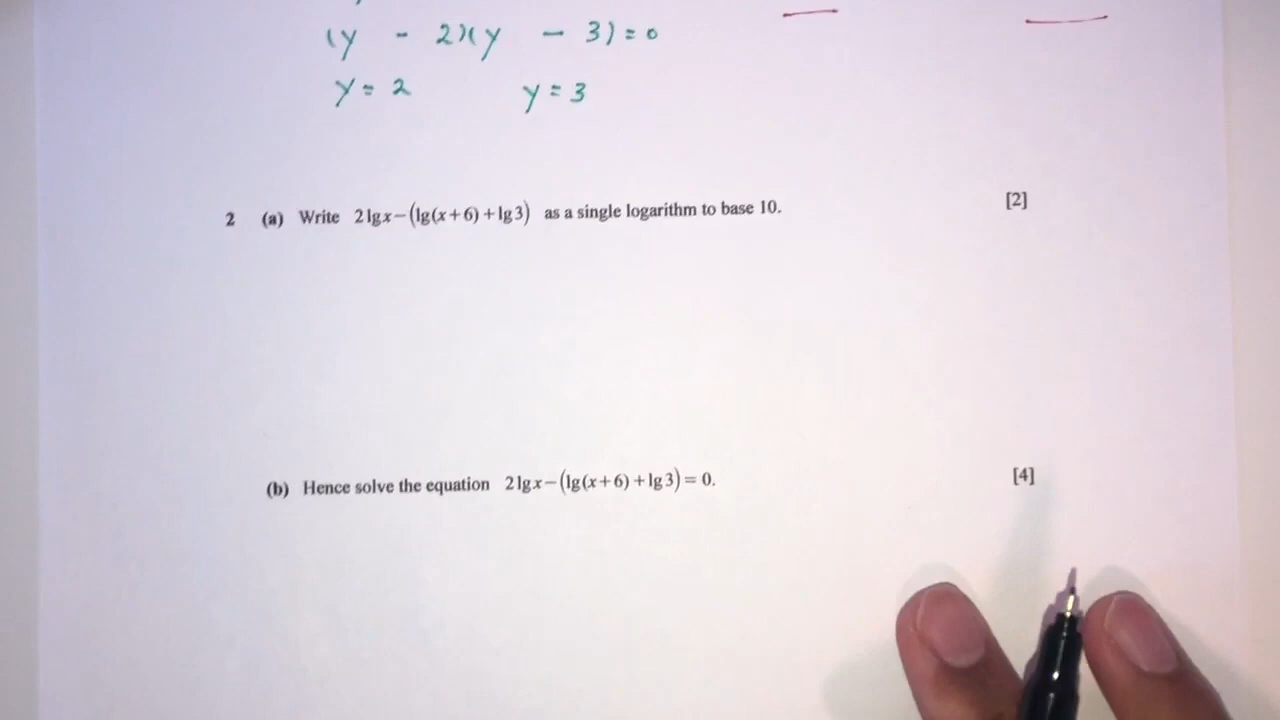 (y - 2)(y - 3) = 0
y = 2 y = 3
2 (a) Write 2 lg x − (lg(x + 6) + lg 3) as a single logarithm to base 10. [2]
(b) Hence solve the equation 2 lg x − (lg(x + 6) + lg 3) = 0. [4]